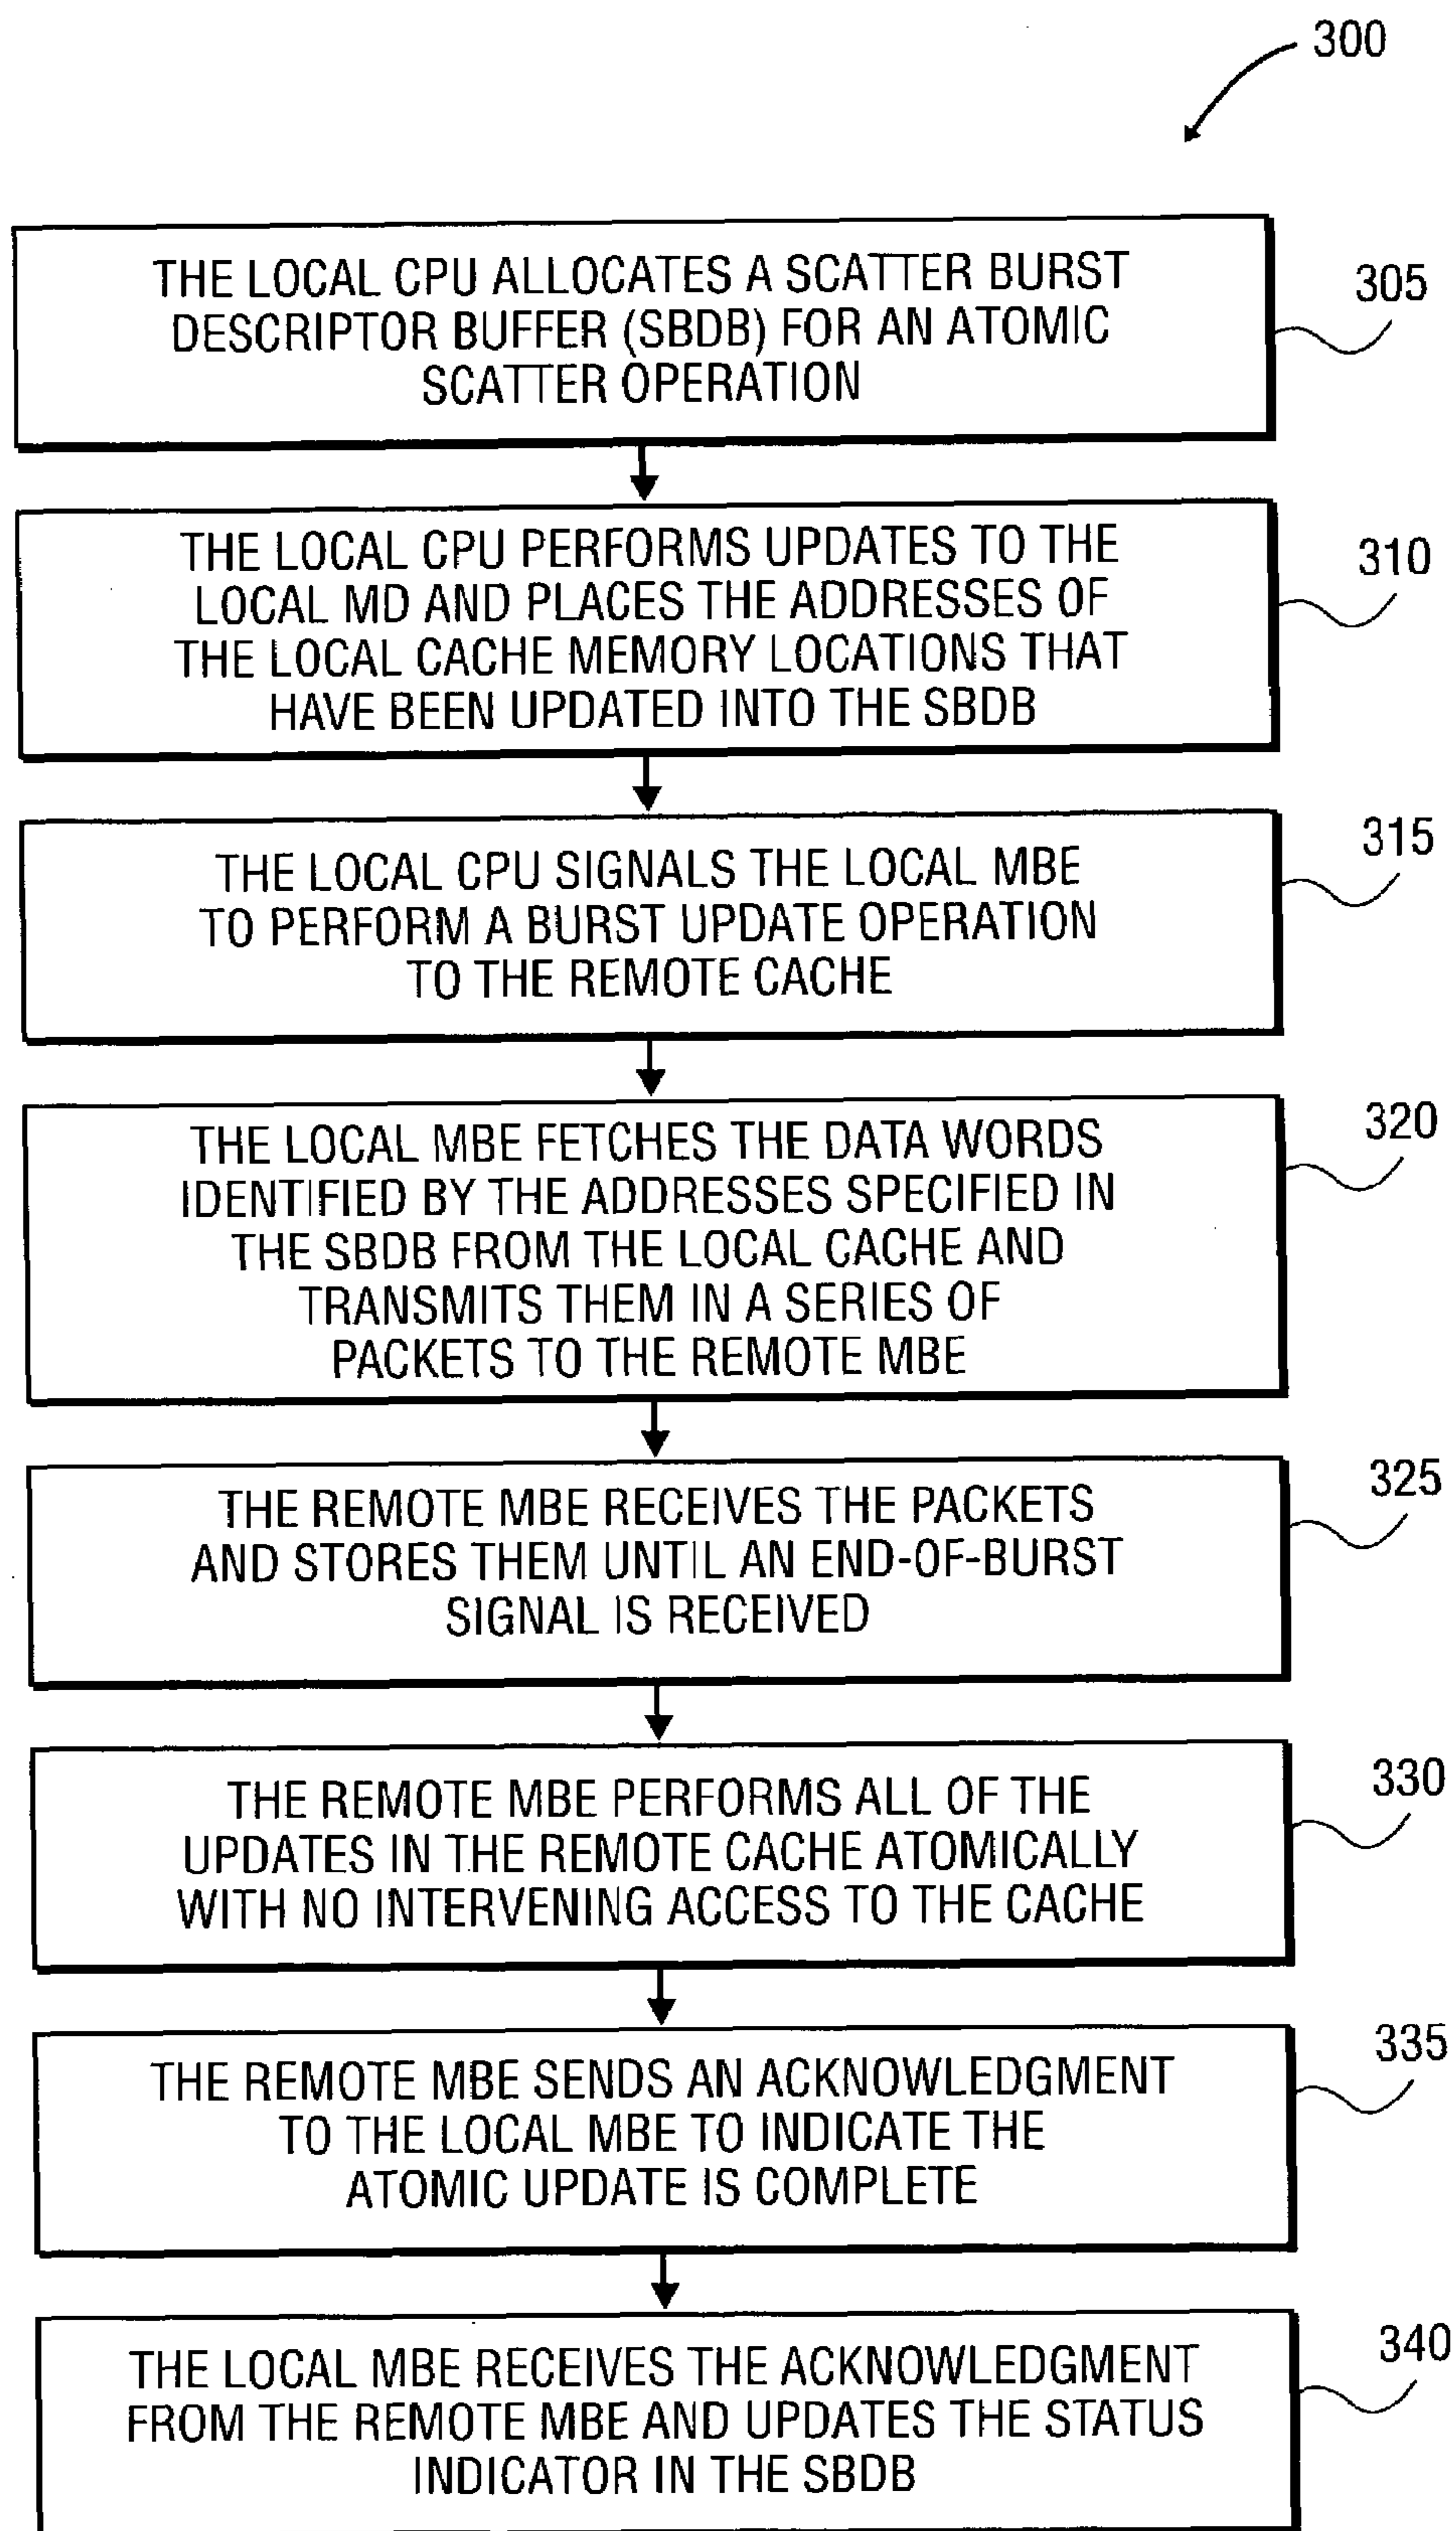 300
THE LOCAL CPU ALLOCATES A SCATTER BURST
DESCRIPTOR BUFFER (SBDB) FOR AN ATOMIC
SCATTER OPERATION
305
THE LOCAL CPU PERFORMS UPDATES TO THE
LOCAL MD AND PLACES THE ADDRESSES OF
THE LOCAL CACHE MEMORY LOCATIONS THAT
HAVE BEEN UPDATED INTO THE SBDB
310
THE LOCAL CPU SIGNALS THE LOCAL MBE
TO PERFORM A BURST UPDATE OPERATION
TO THE REMOTE CACHE
315
THE LOCAL MBE FETCHES THE DATA WORDS
IDENTIFIED BY THE ADDRESSES SPECIFIED IN
THE SBDB FROM THE LOCAL CACHE AND
TRANSMITS THEM IN A SERIES OF
PACKETS TO THE REMOTE MBE
320
THE REMOTE MBE RECEIVES THE PACKETS
AND STORES THEM UNTIL AN END-OF-BURST
SIGNAL IS RECEIVED
325
THE REMOTE MBE PERFORMS ALL OF THE
UPDATES IN THE REMOTE CACHE ATOMICALLY
WITH NO INTERVENING ACCESS TO THE CACHE
330
THE REMOTE MBE SENDS AN ACKNOWLEDGMENT
TO THE LOCAL MBE TO INDICATE THE
ATOMIC UPDATE IS COMPLETE
335
THE LOCAL MBE RECEIVES THE ACKNOWLEDGMENT
FROM THE REMOTE MBE AND UPDATES THE STATUS
INDICATOR IN THE SBDB
340